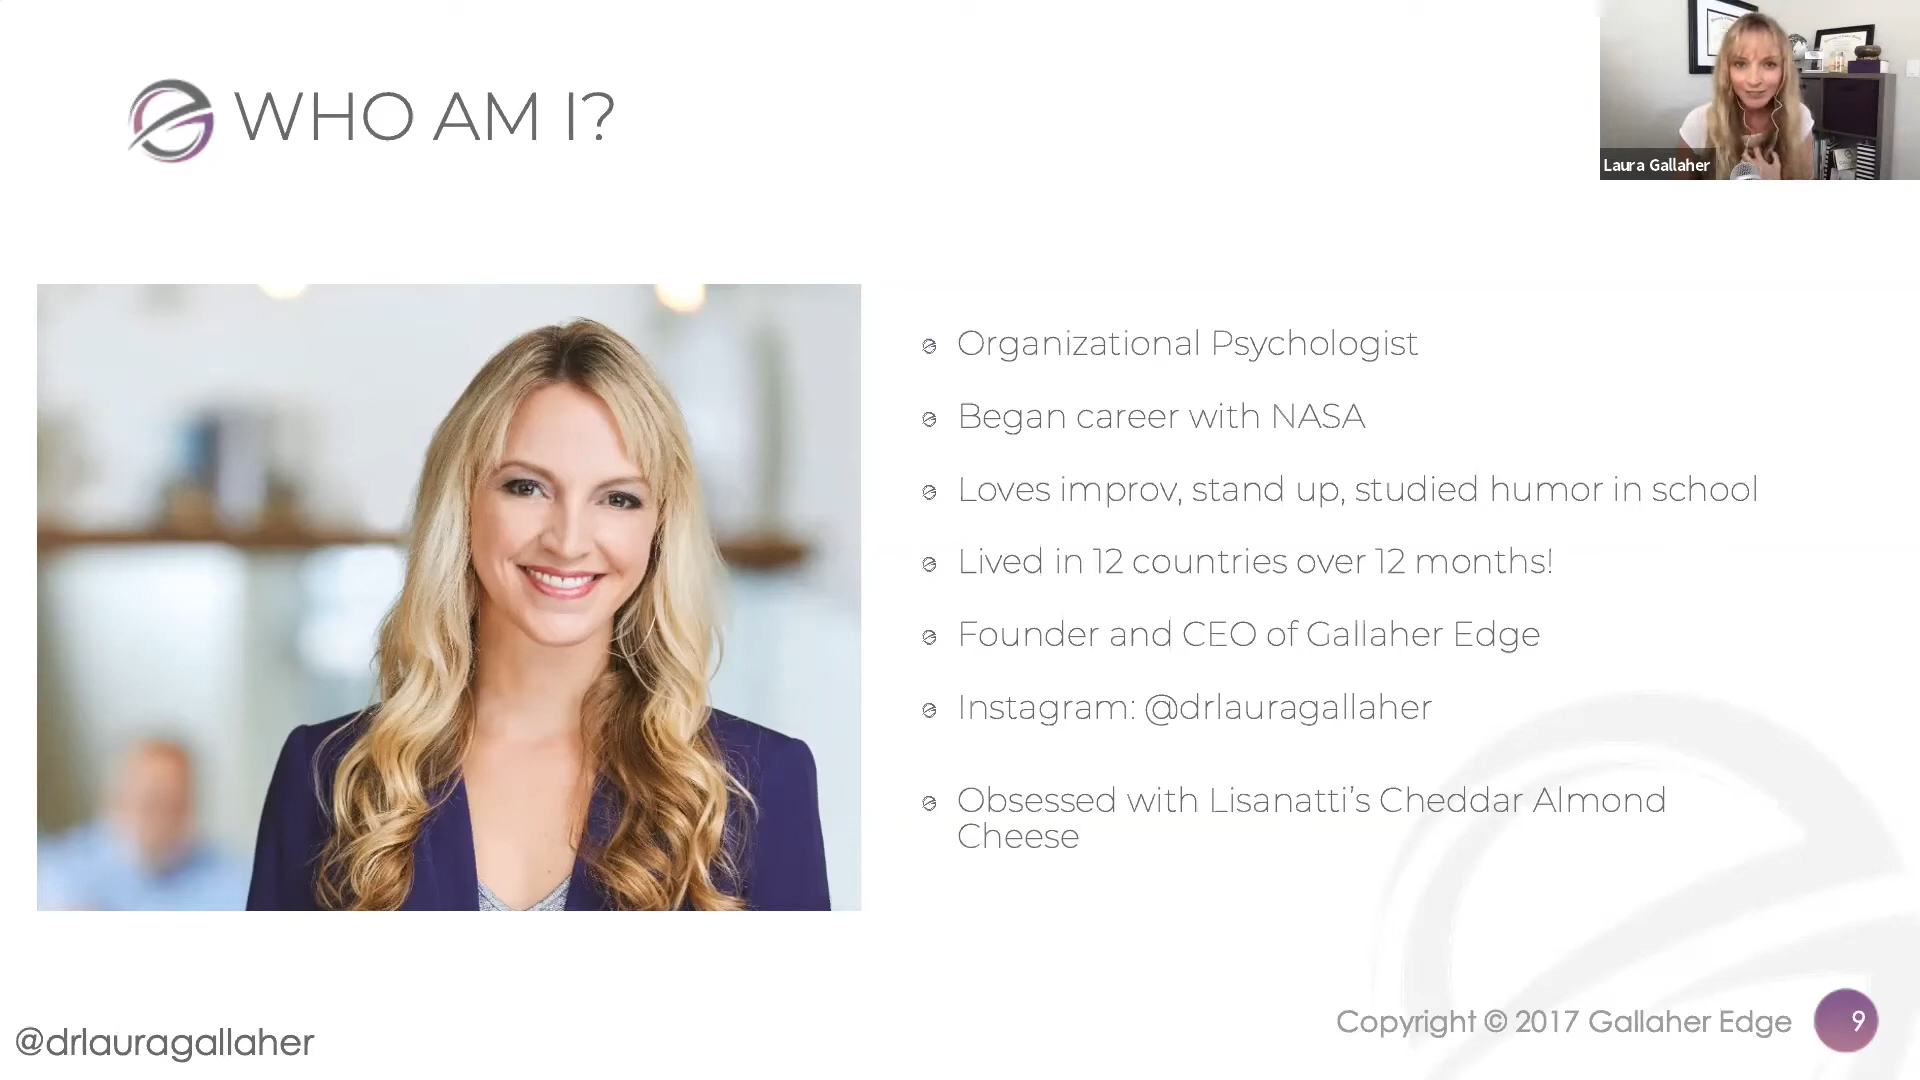 WHO AM I?
Laura Gallaher
Organizational Psychologist
Began career with NASA
Loves improv, stand up, studied humor in school
Lived in 12 countries over 12 months!
Founder and CEO of Gallaher Edge
Instagram: @drlauragallaher
Obsessed with Lisanatti’s Cheddar Almond
Cheese
@drlauragallaher
Copyright © 2017 Gallaher Edge
9